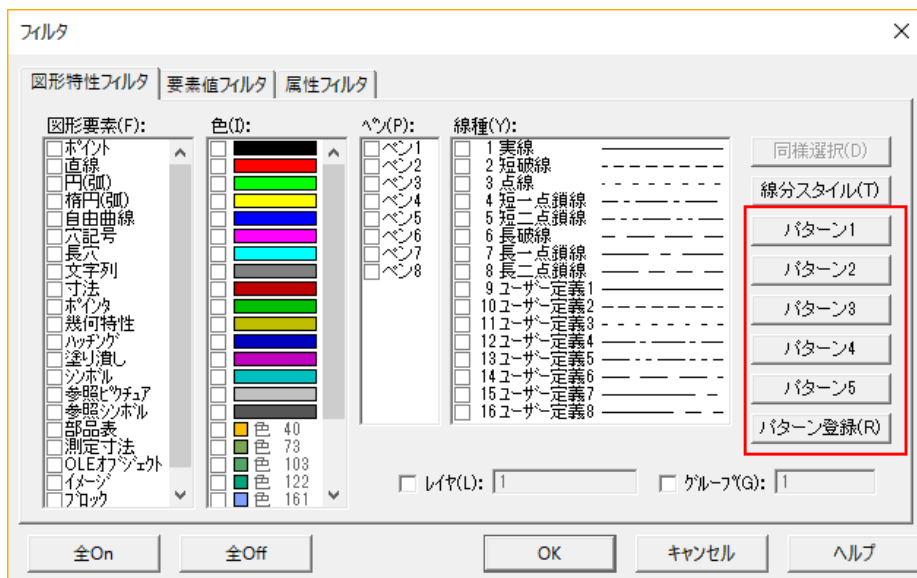 フィルタ
図形特性フィルタ 要素値フィルタ 属性フィルタ
図形要素(F):
ポイント
直線
円(弧)
楕円(弧)
自由曲線
穴記号
長穴
文字列
寸法
ポインタ
幾何特性
ハッチング
塗り潰し
シンボル
参照ピクチュア
参照シンボル
部品表
測定寸法
OLEオブジェクト
イメージ
ブロック
色(I):
色 40
色 73
色 103
色 122
色 161
ペン(P):
ペン1
ペン2
ペン3
ペン4
ペン5
ペン6
ペン7
ペン8
線種(Y):
1 実線
2 短破線
3 点線
4 短一点鎖線
5 短二点鎖線
6 長破線
7 長一点鎖線
8 長二点鎖線
9 ユーザー定義1
10 ユーザー定義2
11 ユーザー定義3
12 ユーザー定義4
13 ユーザー定義5
14 ユーザー定義6
15 ユーザー定義7
16 ユーザー定義8
同様選択(D)
線分スタイル(T)
パターン1
パターン2
パターン3
パターン4
パターン5
パターン登録(R)
レイヤ(L): 1 グループ(G): 1
全On 全Off OK キャンセル ヘルプ